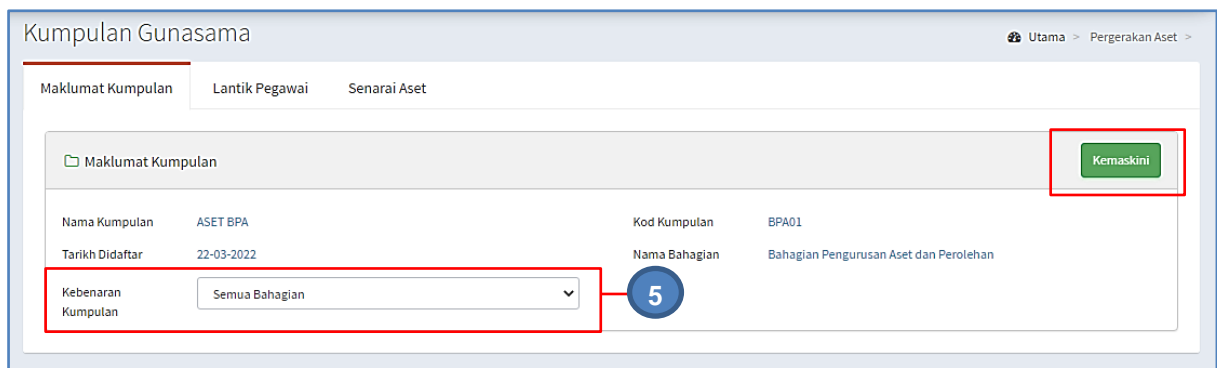 Kumpulan Gunasama
Utama > Pergerakan Aset >
Maklumat Kumpulan Lantik Pegawai Senarai Aset
Maklumat Kumpulan
Kemaskini
Nama Kumpulan ASET BPA Kod Kumpulan BPA01
Tarikh Didaftar 22-03-2022 Nama Bahagian Bahagian Pengurusan Aset dan Perolehan
Kebenaran
Kumpulan
Semua Bahagian
5